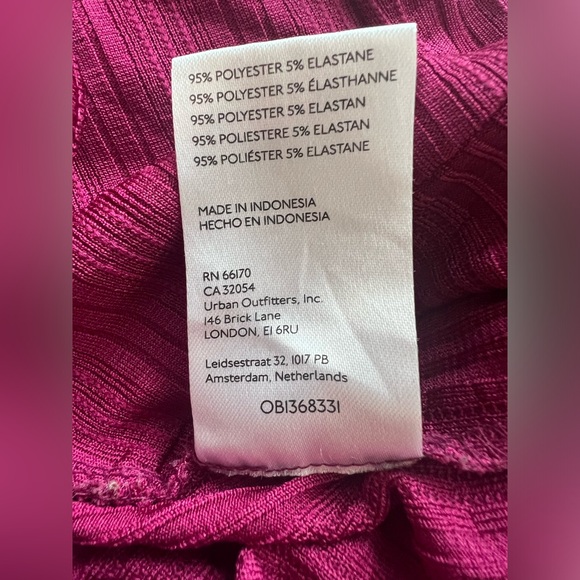 95% POLYESTER 5% ELASTANE
95% POLYESTER 5% ÉLASTHANNE
95% POLYESTER 5% ELASTAN
95% POLIESTERE 5% ELASTAN
95% POLIÉSTER 5% ELASTANE
MADE IN INDONESIA
HECHO EN INDONESIA
RN 66170
CA 32054
Urban Outfitters, Inc.
146 Brick Lane
LONDON, E1 6RU
Leidsestraat 32, 1017 PB
Amsterdam, Netherlands
OB1368331